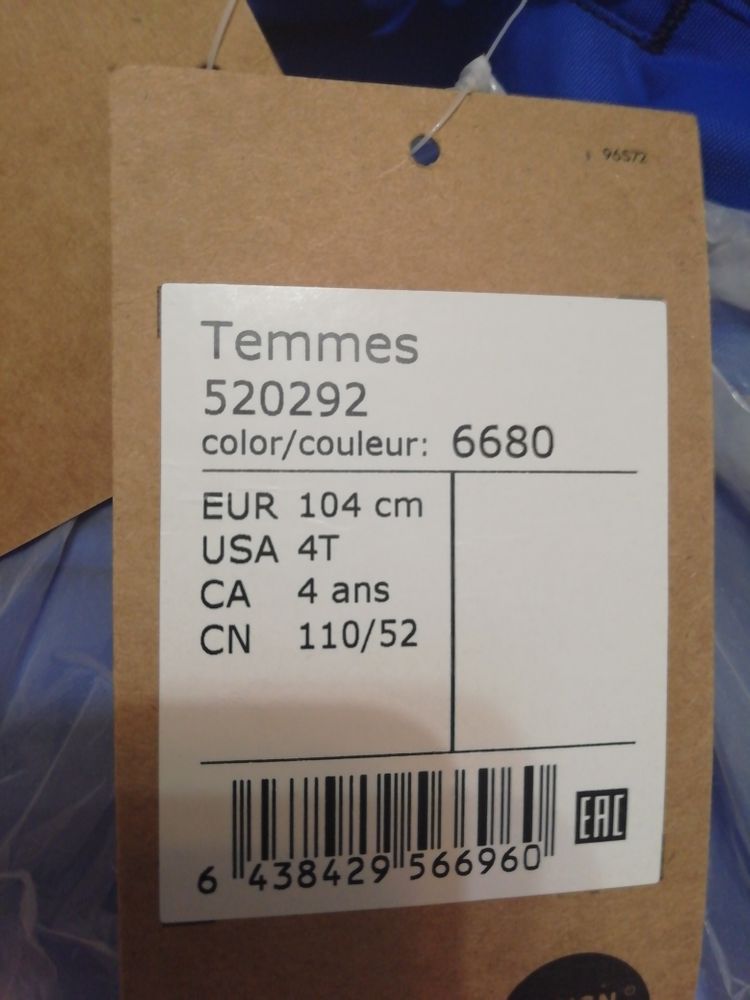 96572
Temmes
520292
color/couleur: 6680
EUR 104 cm
USA 4T
CA 4 ans
CN 110/52
6 438429 566960
EAC